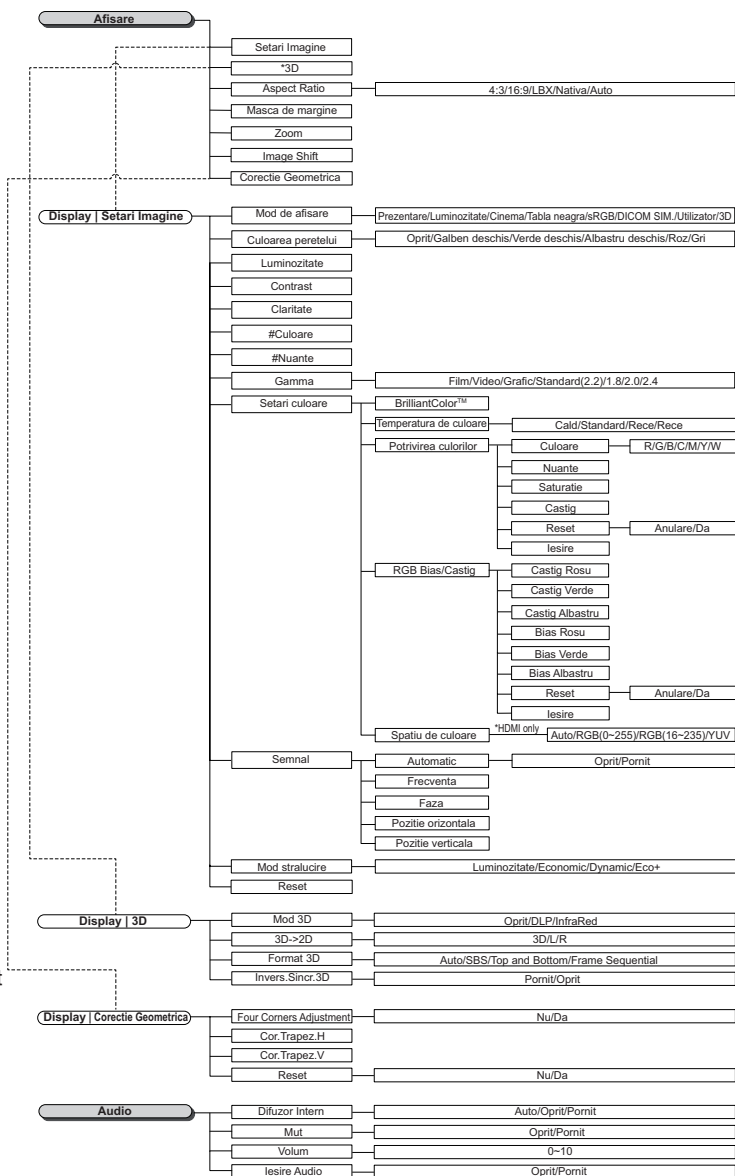 Afisare
Setari Imagine
*3D
Aspect Ratio 4:3/16:9/LBX/Nativa/Auto
Masca de margine
Zoom
Image Shift
Corectie Geometrica
Display | Setari Imagine
Mod de afisare Prezentare/Luminozitate/Cinema/Tabla neagra/sRGB/DICOM SIM./Utilizator/3D
Culoarea peretelui Oprit/Galben deschis/Verde deschis/Albastru deschis/Roz/Gri
Luminozitate
Contrast
Claritate
#Culoare
#Nuante
Gamma Film/Video/Grafic/Standard(2.2)/1.8/2.0/2.4
Setari culoare BrilliantColor™
Temperatura de culoare Cald/Standard/Rece/Rece
Potrivirea culorilor Culoare R/G/B/C/M/Y/W
Nuante
Saturatie
Castig
Reset Anulare/Da
Iesire
RGB Bias/Castig Castig Rosu
Castig Verde
Castig Albastru
Bias Rosu
Bias Verde
Bias Albastru
Reset Anulare/Da
Iesire
Spatiu de culoare *HDMI only Auto/RGB(0~255)/RGB(16~235)/YUV
Semnal Automatic Oprit/Pornit
Frecventa
Faza
Pozitie orizontala
Pozitie verticala
Mod stralucire Luminozitate/Economic/Dynamic/Eco+
Reset
Display | 3D
Mod 3D Oprit/DLP/InfraRed
3D->2D 3D/L/R
Format 3D Auto/SBS/Top and Bottom/Frame Sequential
Invers.Sincr.3D Pornit/Oprit
t
Display | Corectie Geometrica
Four Corners Adjustment Nu/Da
Cor.Trapez.H
Cor.Trapez.V
Reset Nu/Da
Audio
Difuzor Intern Auto/Oprit/Pornit
Mut Oprit/Pornit
Volum 0~10
Iesire Audio Oprit/Pornit